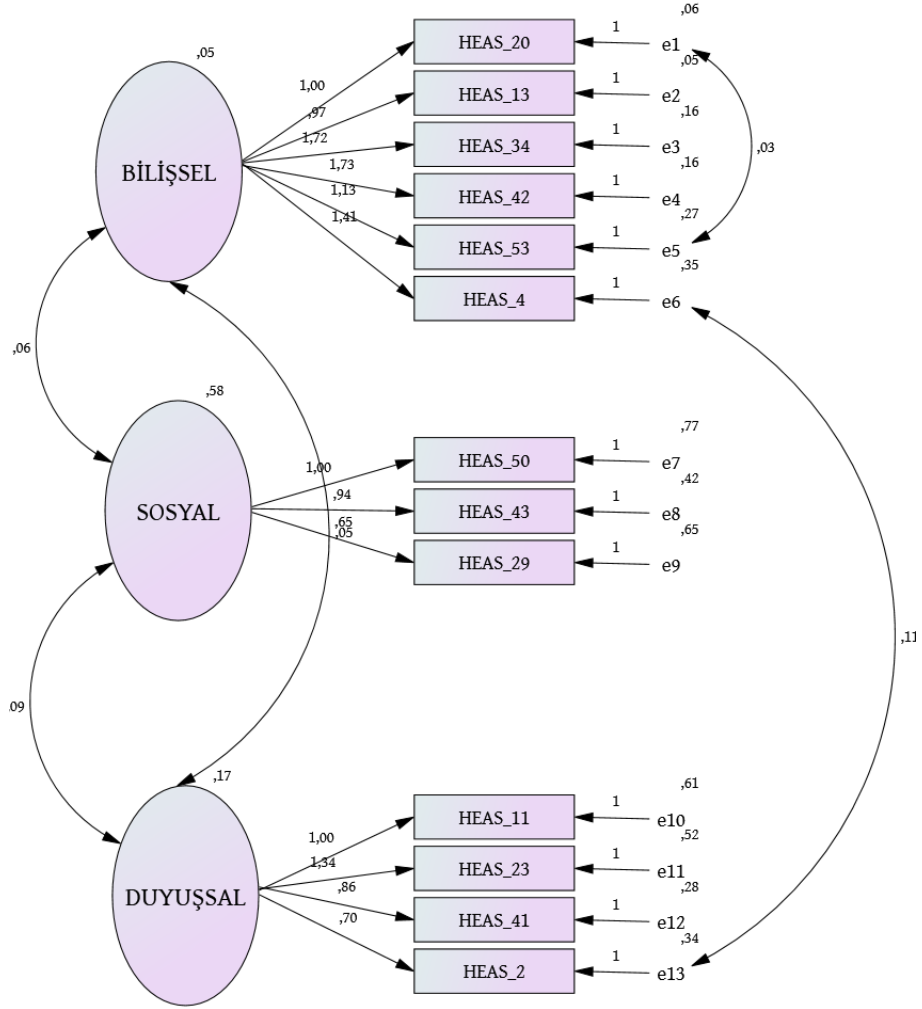 ,06
,05
1
HEAS_20
e1
1,00
,05
1
HEAS_13
e2
,97
,16
1
HEAS_34
e3
1,72
,03
BİLİŞSEL
,16
1
HEAS_42
e4
1,73
,27
1
HEAS_53
e5
1,13
,35
1
HEAS_4
e6
1,41
,06
,58
,77
1
HEAS_50
e7
1,00
,42
1
HEAS_43
e8
,94
SOSYAL
,65
1
HEAS_29
e9
,65
,05
,11
,09
,17
,61
1
HEAS_11
e10
1,00
,52
1
HEAS_23
e11
1,34
,28
1
HEAS_41
e12
,86
DUYUŞSAL
,34
1
HEAS_2
e13
,70